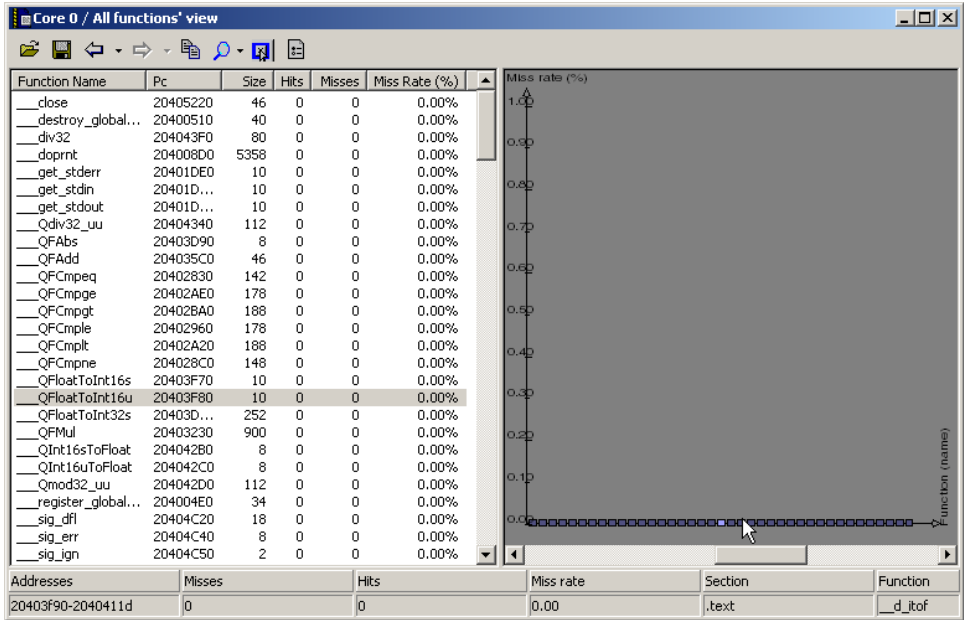 Core 0 / All functions' view
Function Name Pc Size Hits Misses Miss Rate (%)
___close 20405220 46 0 0 0.00%
___destroy_global... 20400510 40 0 0 0.00%
___div32 204043F0 80 0 0 0.00%
___doprnt 204008D0 5358 0 0 0.00%
___get_stderr 20401DE0 10 0 0 0.00%
___get_stdin 20401D... 10 0 0 0.00%
___get_stdout 20401D... 10 0 0 0.00%
___Qdiv32_uu 20404340 112 0 0 0.00%
___QFAbs 20403D90 8 0 0 0.00%
___QFAdd 204035C0 46 0 0 0.00%
___QFCmpeq 20402830 142 0 0 0.00%
___QFCmpge 20402AE0 178 0 0 0.00%
___QFCmpgt 20402BA0 188 0 0 0.00%
___QFCmple 20402960 178 0 0 0.00%
___QFCmplt 20402A20 188 0 0 0.00%
___QFCmpne 204028C0 148 0 0 0.00%
___QFloatToInt16s 20403F70 10 0 0 0.00%
___QFloatToInt16u 20403F80 10 0 0 0.00%
___QFloatToInt32s 20403D... 252 0 0 0.00%
___QFMul 20403230 900 0 0 0.00%
___QInt16sToFloat 204042B0 8 0 0 0.00%
___QInt16uToFloat 204042C0 8 0 0 0.00%
___Qmod32_uu 204042D0 112 0 0 0.00%
___register_global... 204004E0 34 0 0 0.00%
___sig_dfl 20404C20 18 0 0 0.00%
___sig_err 20404C40 8 0 0 0.00%
___sig_ign 20404C50 2 0 0 0.00%
Miss rate (%)
1.00
0.90
0.80
0.70
0.60
0.50
0.40
0.30
0.20
0.10
0.00
Function (name)
Addresses Misses Hits Miss rate Section Function
20403f90-2040411d 0 0 0.00 .text __d_itof